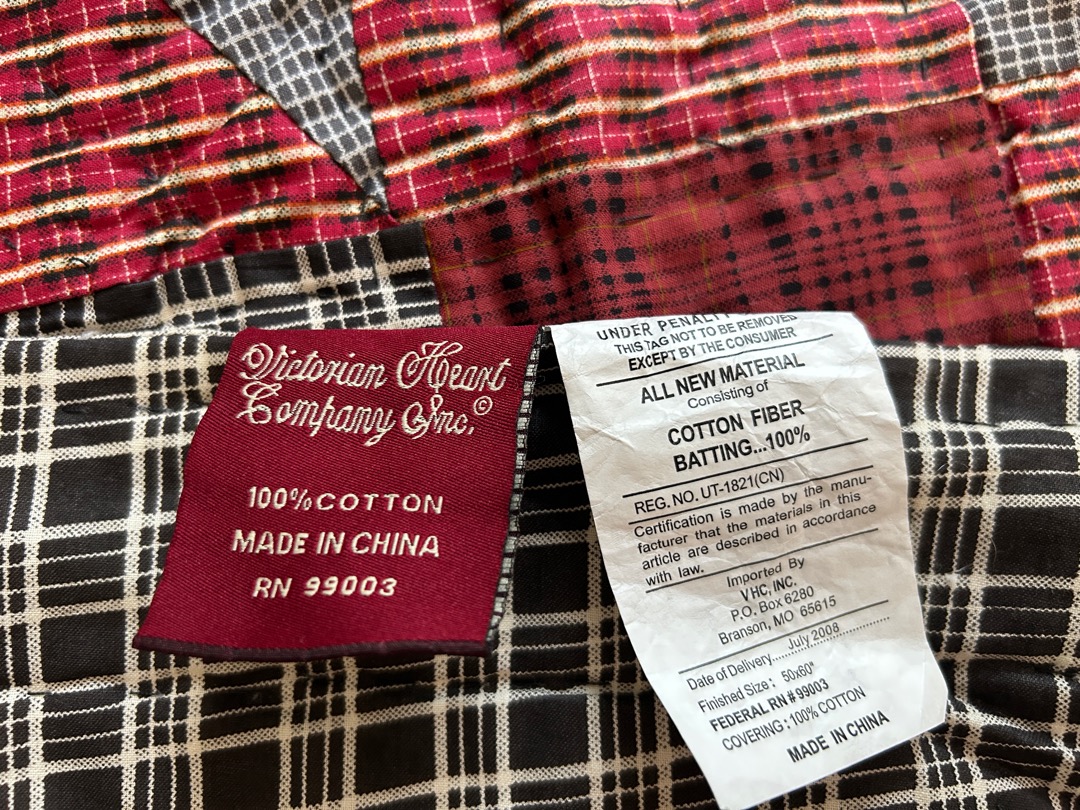 Victorian Heart
Company Inc.©
100% COTTON
MADE IN CHINA
RN 99003
UNDER PENALTY
THIS TAG NOT TO BE REMOVED
EXCEPT BY THE CONSUMER
ALL NEW MATERIAL
Consisting of
COTTON FIBER
BATTING...100%
REG. NO. UT-1821(CN)
Certification is made by the manu-
facturer that the materials in this
article are described in accordance
with law.
Imported By
VHC, INC.
P.O. Box 6280
Branson, MO 65615
Date of Delivery....July 2008................
Finished Size: 50x60"
FEDERAL RN # 99003
COVERING : 100% COTTON
MADE IN CHINA